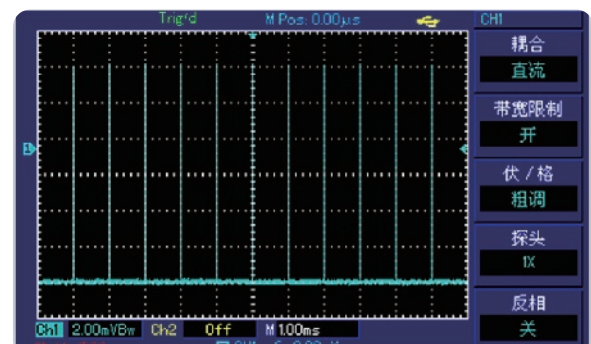 Trig'd M Pos: 0.00μs CH1
耦合
直流
带宽限制
开
伏／格
粗调
探头
1X
反相
关
1
Ch1 2.00mVBw Ch2 Off M 1.00ms